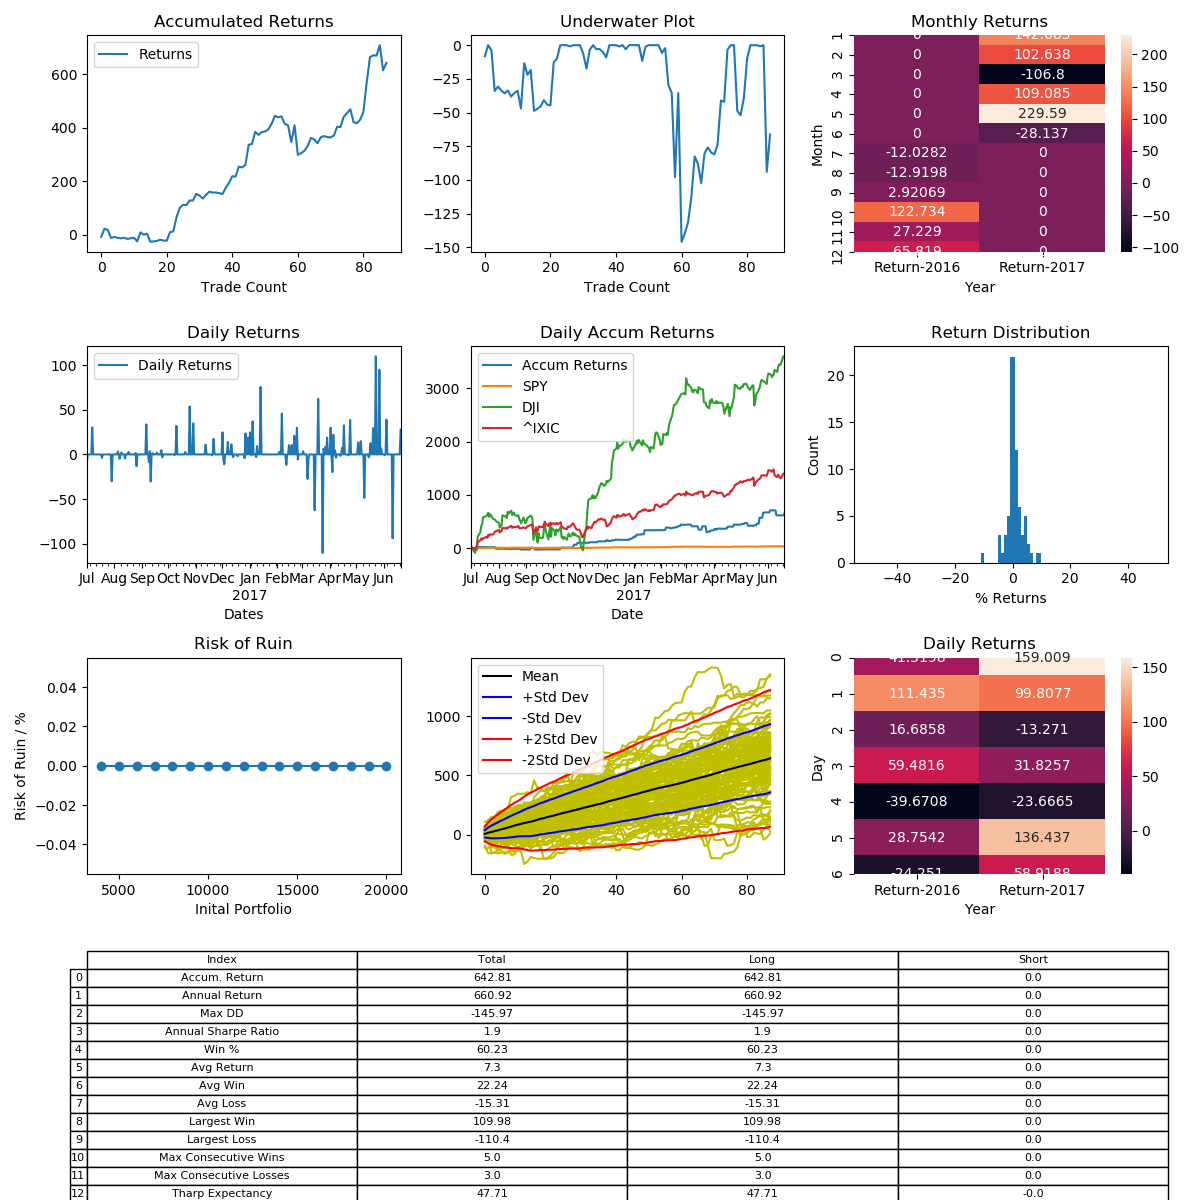 Accumulated Returns
Returns
600
400
200
0
0 20 40 60 80
Trade Count
Underwater Plot
0
−25
−50
−75
−100
−125
−150
0 20 40 60 80
Trade Count
Monthly Returns
Month
1 0 142.685
2 0 102.638
3 0 -106.8
4 0 109.085
5 0 229.59
6 0 -28.137
7 -12.0282 0
8 -12.9198 0
9 2.92069 0
10 122.734 0
11 27.229 0
12 65.819 0
Return-2016 Return-2017
Year
200
150
100
50
0
−50
−100
Daily Returns
Daily Returns
100
50
0
−50
−100
Jul Aug Sep Oct Nov Dec Jan Feb Mar Apr May Jun
2017
Dates
Daily Accum Returns
Accum Returns
SPY
DJI
^IXIC
3000
2000
1000
0
Jul Aug Sep Oct Nov Dec Jan Feb Mar Apr May Jun
2017
Date
Return Distribution
Count
20
15
10
5
0
−40 −20 0 20 40
% Returns
Risk of Ruin
Risk of Ruin / %
0.04
0.02
0.00
−0.02
−0.04
5000 10000 15000 20000
Inital Portfolio
Mean
+Std Dev
-Std Dev
+2Std Dev
-2Std Dev
1000
500
0
0 20 40 60 80
Daily Returns
Day
0 41.5198 159.009
1 111.435 99.8077
2 16.6858 -13.271
3 59.4816 31.8257
4 -39.6708 -23.6665
5 28.7542 136.437
6 -24.251 58.9188
Return-2016 Return-2017
Year
150
100
50
0
Index Total Long Short
0 Accum. Return 642.81 642.81 0.0
1 Annual Return 660.92 660.92 0.0
2 Max DD -145.97 -145.97 0.0
3 Annual Sharpe Ratio 1.9 1.9 0.0
4 Win % 60.23 60.23 0.0
5 Avg Return 7.3 7.3 0.0
6 Avg Win 22.24 22.24 0.0
7 Avg Loss -15.31 -15.31 0.0
8 Largest Win 109.98 109.98 0.0
9 Largest Loss -110.4 -110.4 0.0
10 Max Consecutive Wins 5.0 5.0 0.0
11 Max Consecutive Losses 3.0 3.0 0.0
12 Tharp Expectancy 47.71 47.71 -0.0